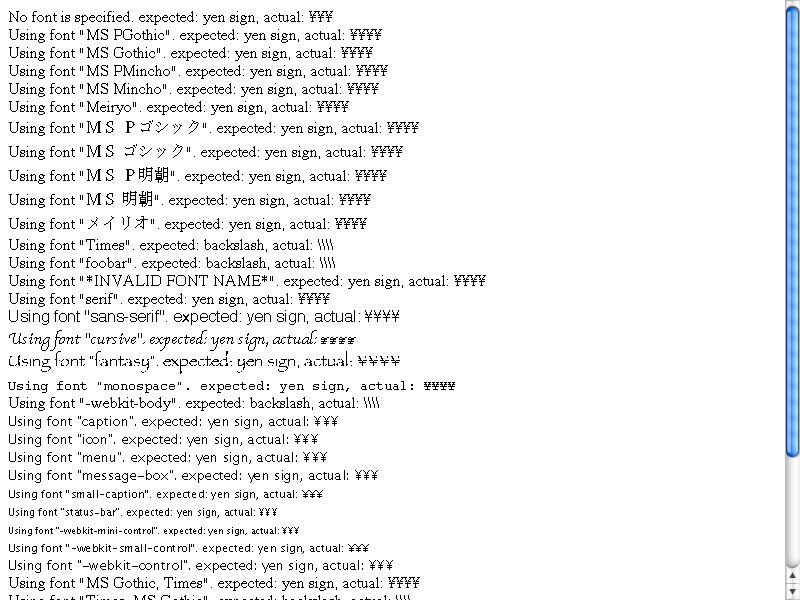 No font is specified. expected: yen sign, actual: ¥¥¥
Using font "MS PGothic". expected: yen sign, actual: ¥¥¥¥
Using font "MS Gothic". expected: yen sign, actual: ¥¥¥¥
Using font "MS PMincho". expected: yen sign, actual: ¥¥¥¥
Using font "MS Mincho". expected: yen sign, actual: ¥¥¥¥
Using font "Meiryo". expected: yen sign, actual: ¥¥¥¥
Using font "ＭＳ Ｐゴシック". expected: yen sign, actual: ¥¥¥¥
Using font "ＭＳ ゴシック". expected: yen sign, actual: ¥¥¥¥
Using font "ＭＳ Ｐ明朝". expected: yen sign, actual: ¥¥¥¥
Using font "ＭＳ 明朝". expected: yen sign, actual: ¥¥¥¥
Using font "メイリオ". expected: yen sign, actual: ¥¥¥¥
Using font "Times". expected: backslash, actual: \\\\
Using font "foobar". expected: backslash, actual: \\\\
Using font "*INVALID FONT NAME*". expected: yen sign, actual: ¥¥¥¥
Using font "serif". expected: yen sign, actual: ¥¥¥¥
Using font "sans-serif". expected: yen sign, actual: ¥¥¥¥
Using font "cursive". expected: yen sign, actual: ¥¥¥¥
Using font "fantasy". expected: yen sign, actual: ¥¥¥¥
Using font "monospace". expected: yen sign, actual: ¥¥¥¥
Using font "-webkit-body". expected: backslash, actual: \\\\
Using font "caption". expected: yen sign, actual: ¥¥¥
Using font "icon". expected: yen sign, actual: ¥¥¥
Using font "menu". expected: yen sign, actual: ¥¥¥
Using font "message-box". expected: yen sign, actual: ¥¥¥
Using font "small-caption". expected: yen sign, actual: ¥¥¥
Using font "status-bar". expected: yen sign, actual: ¥¥¥
Using font "-webkit-mini-control". expected: yen sign, actual: ¥¥¥
Using font "-webkit-small-control". expected: yen sign, actual: ¥¥¥
Using font "-webkit-control". expected: yen sign, actual: ¥¥¥
Using font "MS Gothic, Times". expected: yen sign, actual: ¥¥¥¥
Using font "Times, MS Gothic". expected: backslash, actual: \\\\